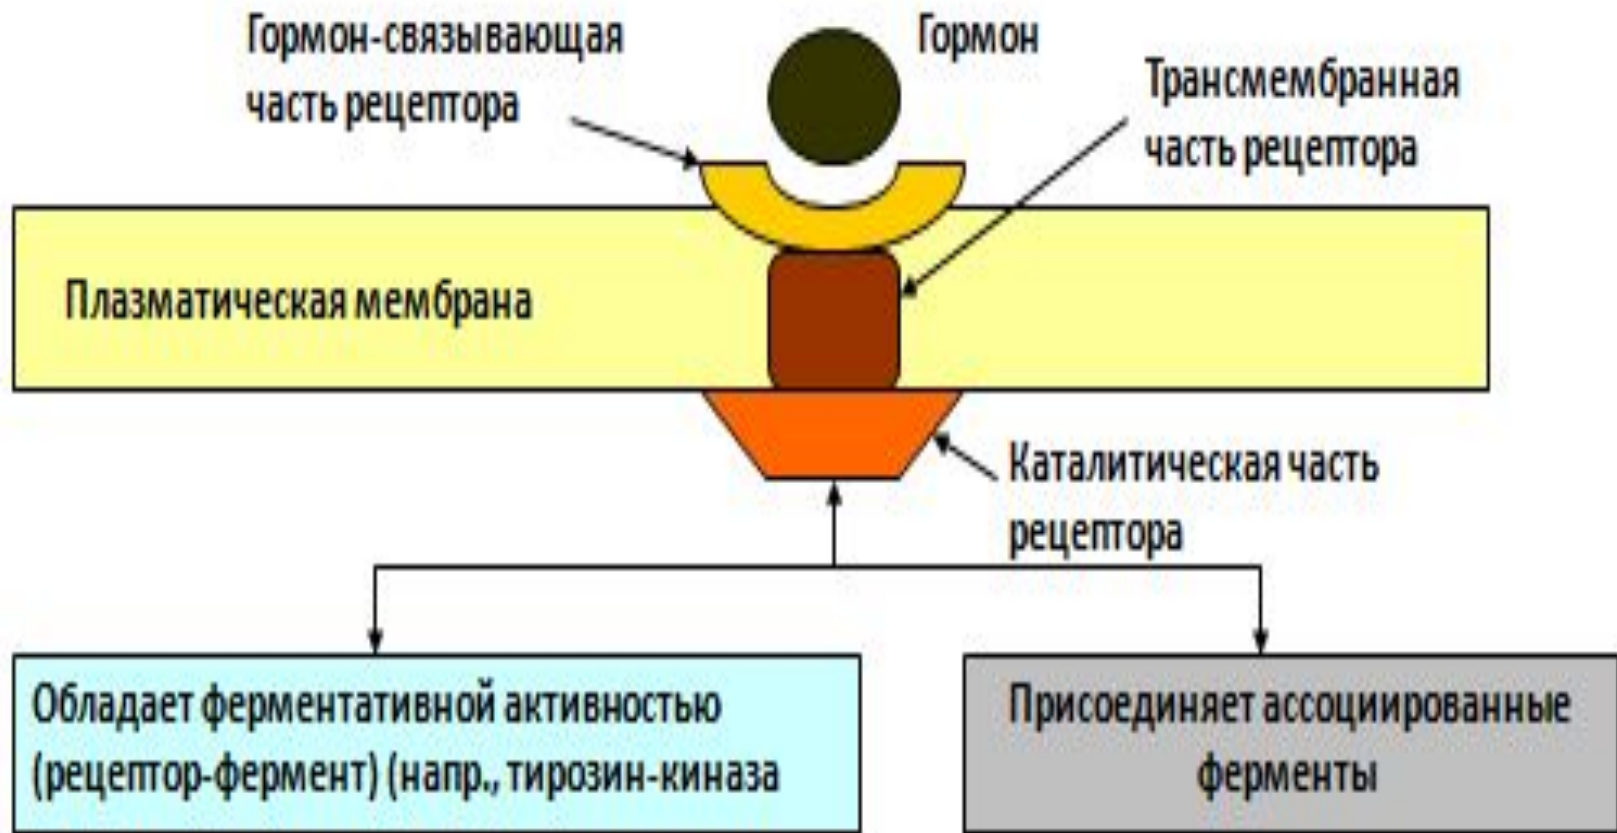 Гормон-связывающая
часть рецептора
Гормон
Трансмембранная
часть рецептора
Плазматическая мембрана
Каталитическая часть
рецептора
Обладает ферментативной активностью
(рецептор-фермент) (напр., тирозин-киназа
Присоединяет ассоциированные
ферменты